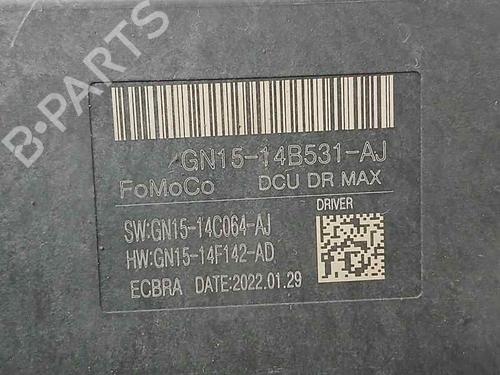 B-PARTS
GN15-14B531-AJ
FoMoCo DCU DR MAX
DRIVER
SW:GN15-14C064-AJ
HW:GN15-14F142-AD
ECBRA DATE:2022.01.29